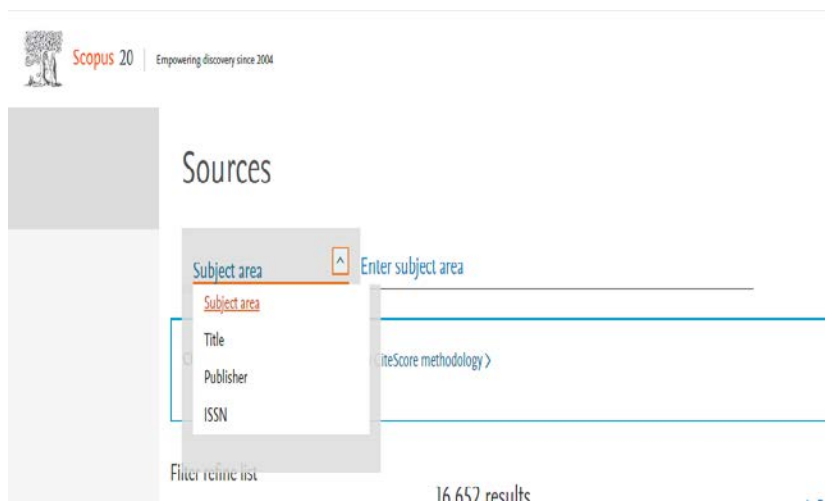 Scopus 20
Empowering discovery since 2004
Sources
Subject area
Enter subject area
Subject area
Title
Publisher
ISSN
CiteScore methodology >
Filter refine list
16,652 results